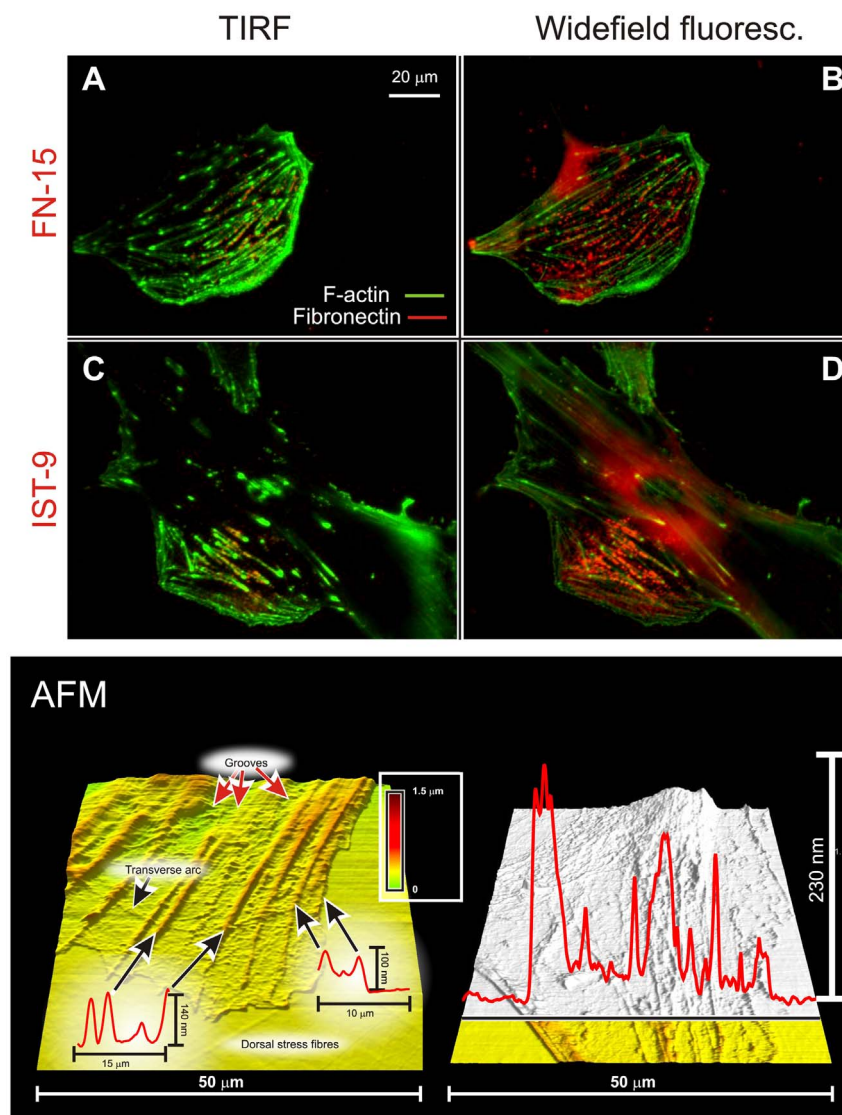 TIRF
Widefield fluoresc.
A
20 μm
B
FN-15
F-actin
Fibronectin
C
D
IST-9
AFM
Grooves
1.5 μm
0
Transverse arc
230 nm
1.
100 nm
10 μm
140 nm
15 μm
Dorsal stress fibres
50 μm
50 μm